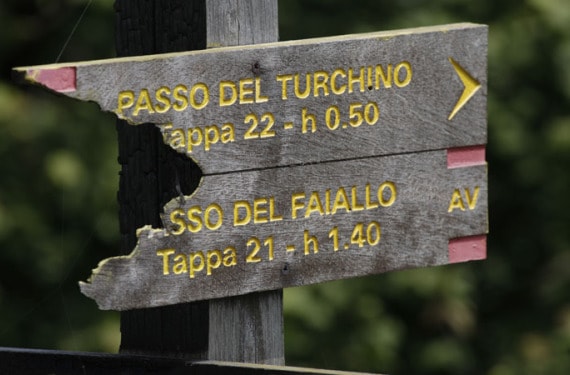 PASSO DEL TURCHINO
Tappa 22 - h 0.50
SSO DEL FAIALLO AV
Tappa 21 - h 1.40